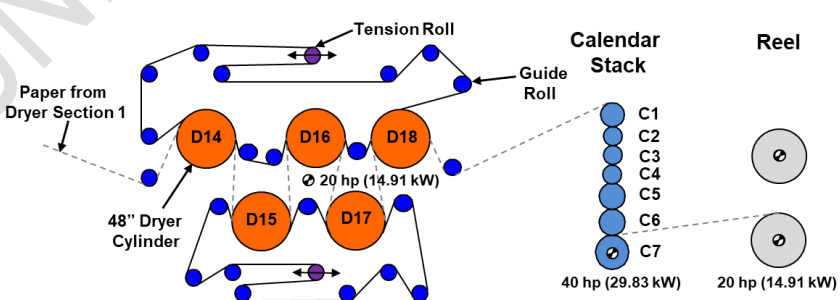 Tension Roll
Calendar
Stack
Reel
Paper from
Dryer Section 1
Guide
Roll
D14
D16
D18
C1
C2
C3
C4
C5
C6
C7
20 hp (14.91 kW)
48” Dryer
Cylinder
D15
D17
40 hp (29.83 kW)
20 hp (14.91 kW)